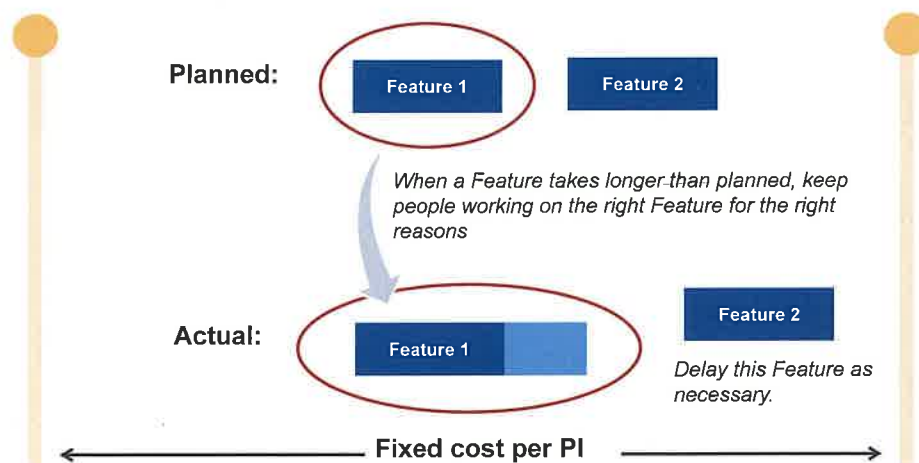 Planned:
Feature 1
Feature 2
When a Feature takes longer than planned, keep
people working on the right Feature for the right
reasons
Actual:
Feature 1
Feature 2
Delay this Feature as
necessary.
Fixed cost per PI